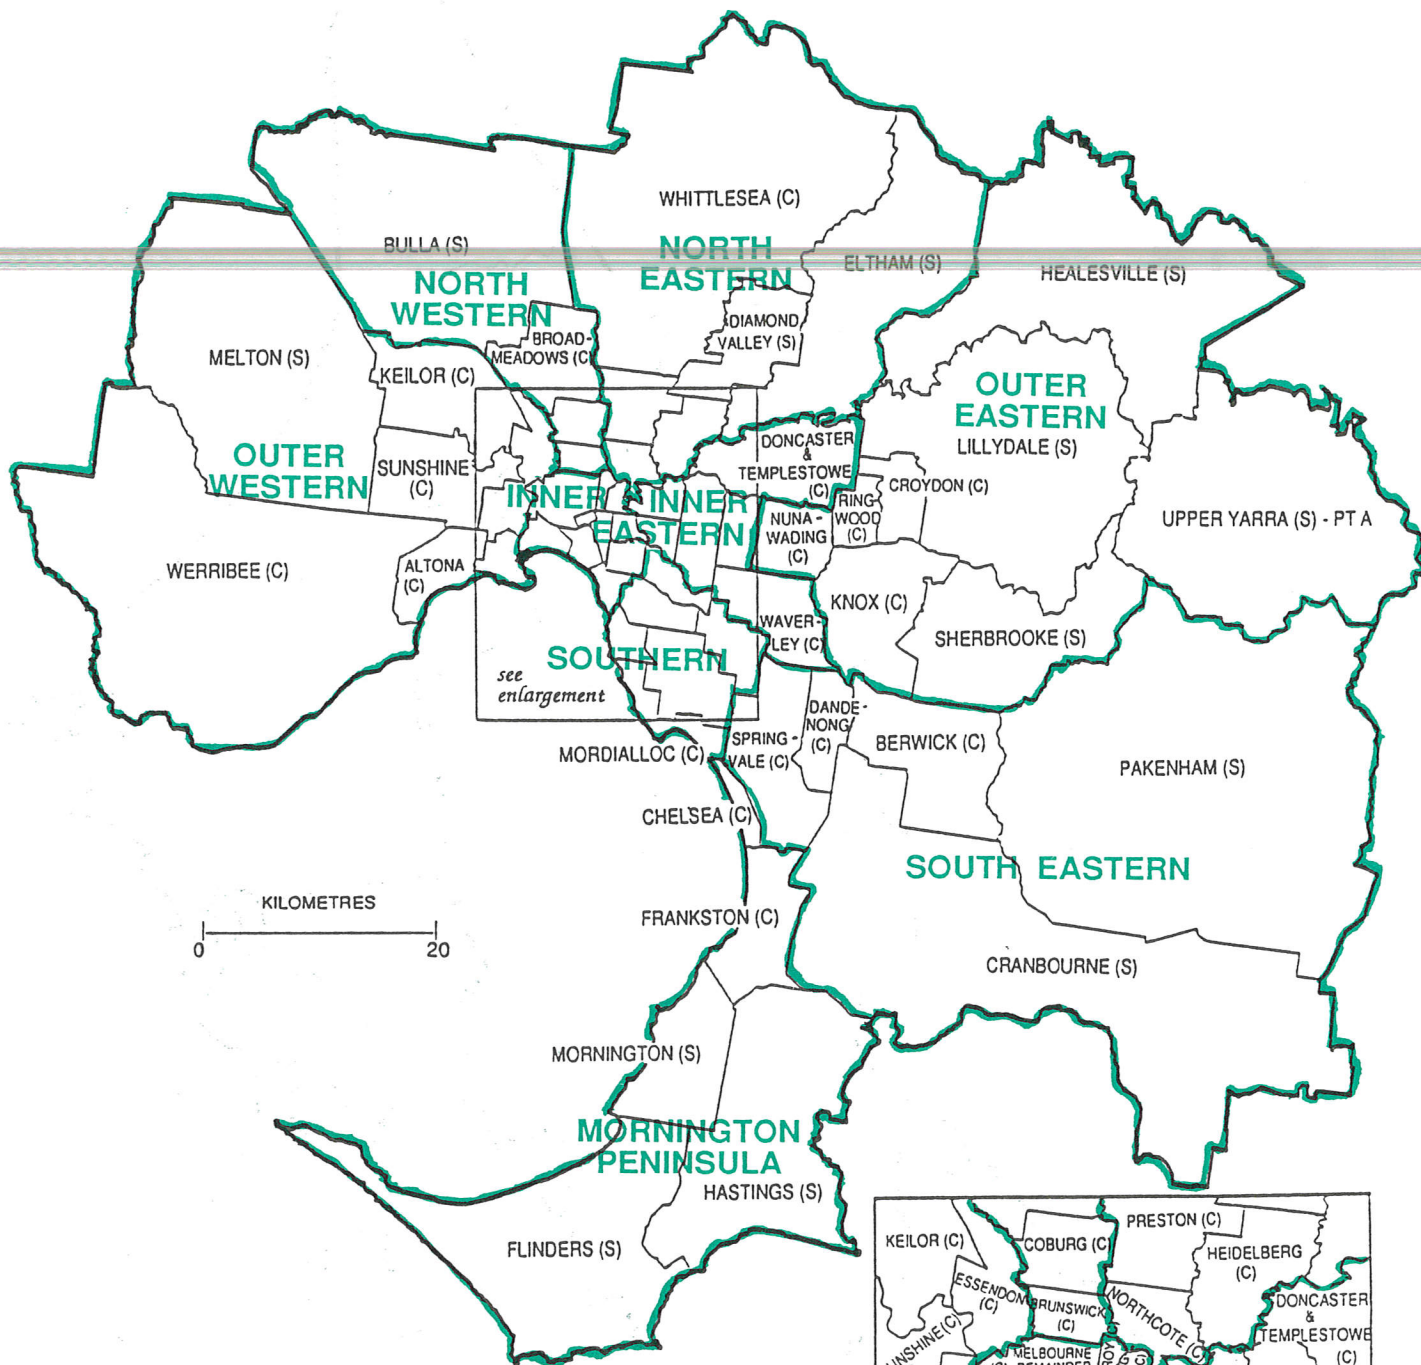 WHITTLESEA (C)
BULLA (S)
NORTH
EASTERN
ELTHAM (S)
HEALESVILLE (S)
NORTH
WESTERN
DIAMOND
VALLEY (S)
BROAD-
MEADOWS (C)
MELTON (S)
KEILOR (C)
OUTER
EASTERN
LILLYDALE (S)
DONCASTER
&
TEMPLESTOWE
(C)
OUTER
WESTERN
SUNSHINE
(C)
CROYDON (C)
INNER
INNER
EASTERN
RING-
WOOD
(C)
NUNA-
WADING
(C)
UPPER YARRA (S) - PT A
WERRIBEE (C)
ALTONA
(C)
KNOX (C)
WAVER-
LEY (C)
SHERBROOKE (S)
SOUTHERN
see
enlargement
DANDE-
NONG
(C)
SPRING-
VALE (C)
MORDIALLOC (C)
BERWICK (C)
PAKENHAM (S)
CHELSEA (C)
SOUTH EASTERN
KILOMETRES
0 20
FRANKSTON (C)
CRANBOURNE (S)
MORNINGTON (S)
MORNINGTON
PENINSULA
HASTINGS (S)
FLINDERS (S)
PRESTON (C)
KEILOR (C)
COBURG (C)
HEIDELBERG
(C)
ESSENDON
(C)
BRUNSWICK
(C)
NORTHCOTE (C)
DONCASTER
&
TEMPLESTOWE
(C)
NSHINE (C)
MELBOURNE